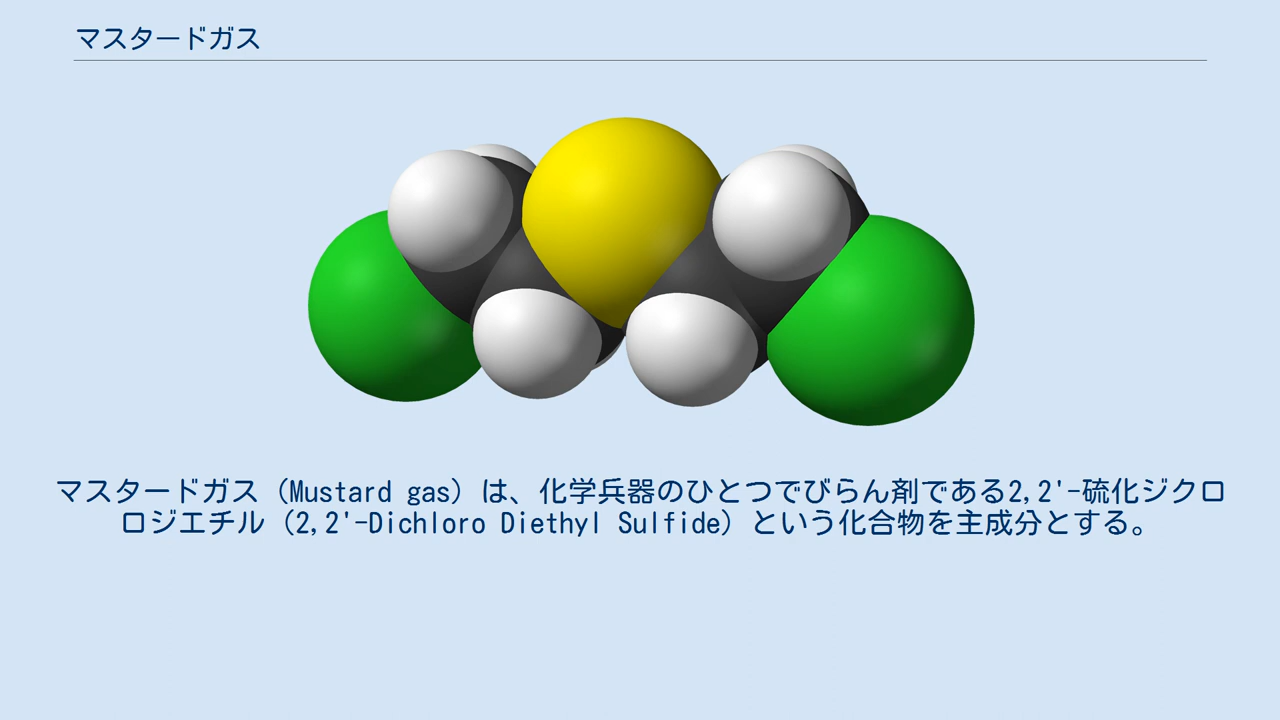 マスタードガス
マスタードガス（Mustard gas）は、化学兵器のひとつでびらん剤である2,2'-硫化ジクロ
ロジエチル（2,2'-Dichloro Diethyl Sulfide）という化合物を主成分とする。